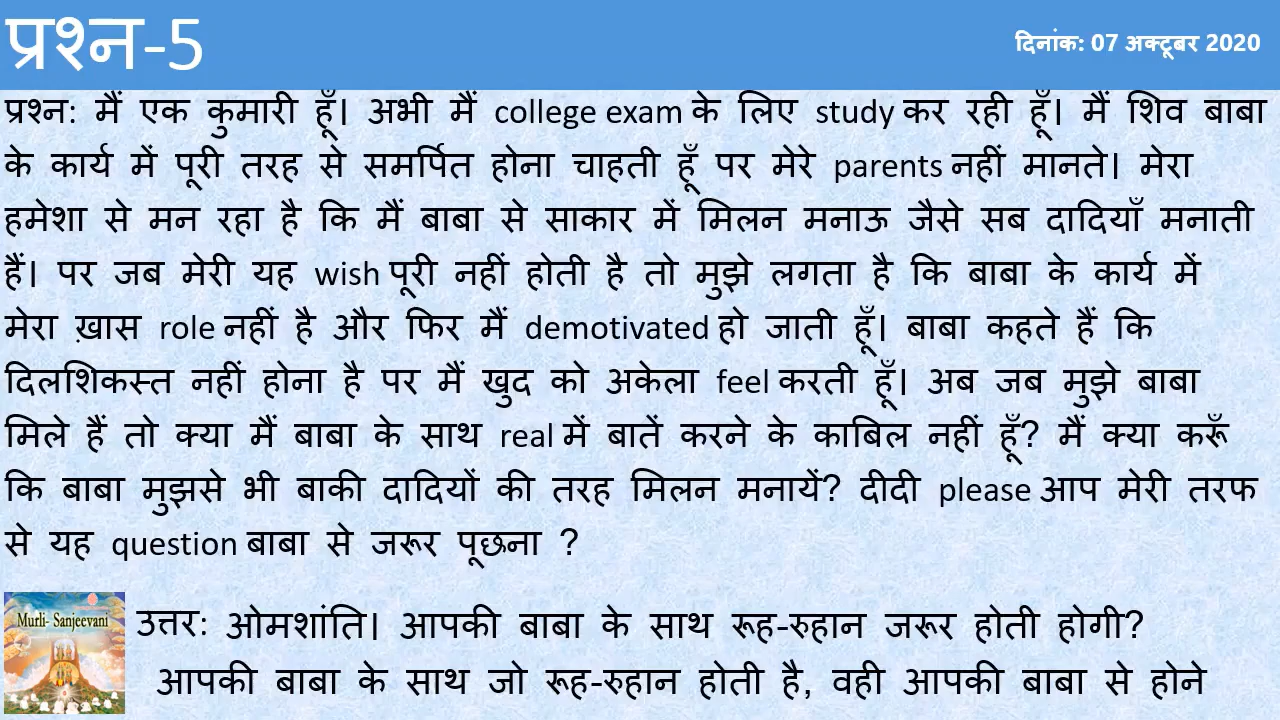 प्रश्न-5
दिनांक: 07 अक्टूबर 2020
प्रश्न: मैं एक कुमारी हूँ। अभी मैं college exam के लिए study कर रही हूँ। मैं शिव बाबा
के कार्य में पूरी तरह से समर्पित होना चाहती हूँ पर मेरे parents नहीं मानते। मेरा
हमेशा से मन रहा है कि मैं बाबा से साकार में मिलन मनाऊ जैसे सब दादियाँ मनाती
हैं। पर जब मेरी यह wish पूरी नहीं होती है तो मुझे लगता है कि बाबा के कार्य में
मेरा ख़ास role नहीं है और फिर मैं demotivated हो जाती हूँ। बाबा कहते हैं कि
दिलशिकस्त नहीं होना है पर मैं खुद को अकेला feel करती हूँ। अब जब मुझे बाबा
मिले हैं तो क्या मैं बाबा के साथ real में बातें करने के काबिल नहीं हूँ? मैं क्या करूँ
कि बाबा मुझसे भी बाकी दादियों की तरह मिलन मनायें? दीदी please आप मेरी तरफ
से यह question बाबा से जरूर पूछना ?
Murli- Sanjeevani
उत्तर: ओमशांति। आपकी बाबा के साथ रूह-रुहान जरूर होती होगी?
आपकी बाबा के साथ जो रूह-रुहान होती है, वही आपकी बाबा से होने